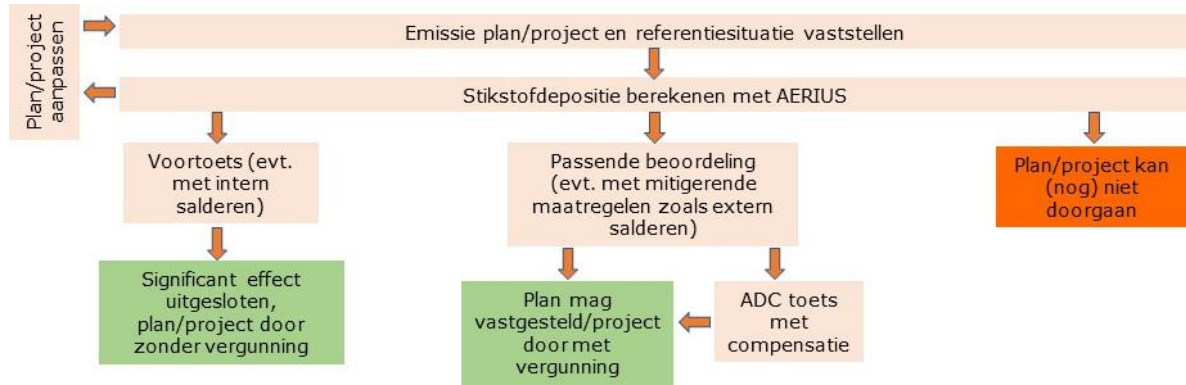 Plan/project
aanpassen
Emissie plan/project en referentiesituatie vaststellen
Stikstofdepositie berekenen met AERIUS
Voortoets (evt.
met intern
salderen)
Passende beoordeling
(evt. met mitigerende
maatregelen zoals extern
salderen)
Plan/project kan
(nog) niet
doorgaan
Significant effect
uitgesloten,
plan/project door
zonder vergunning
Plan mag
vastgesteld/project
door met
vergunning
ADC toets
met
compensatie